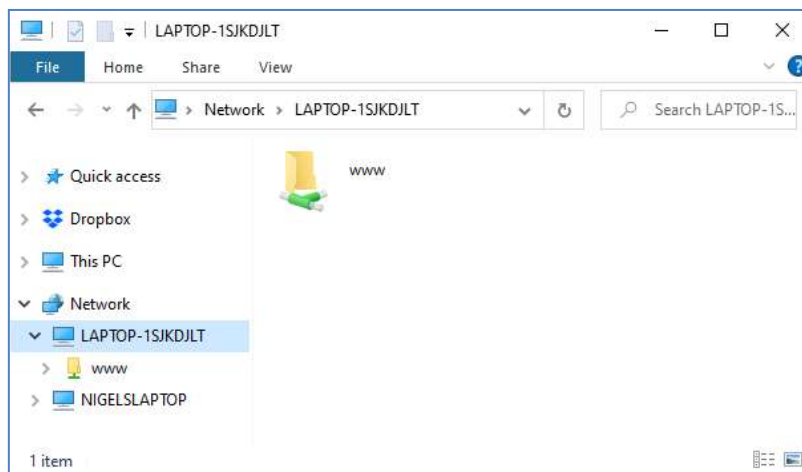 LAPTOP-1SJKDJLT
File Home Share View ?
Network > LAPTOP-1SJKDJLT Search LAPTOP-1S...
Quick access
Dropbox
This PC
Network
LAPTOP-1SJKDJLT
www
NIGELSLAPTOP
www
1 item